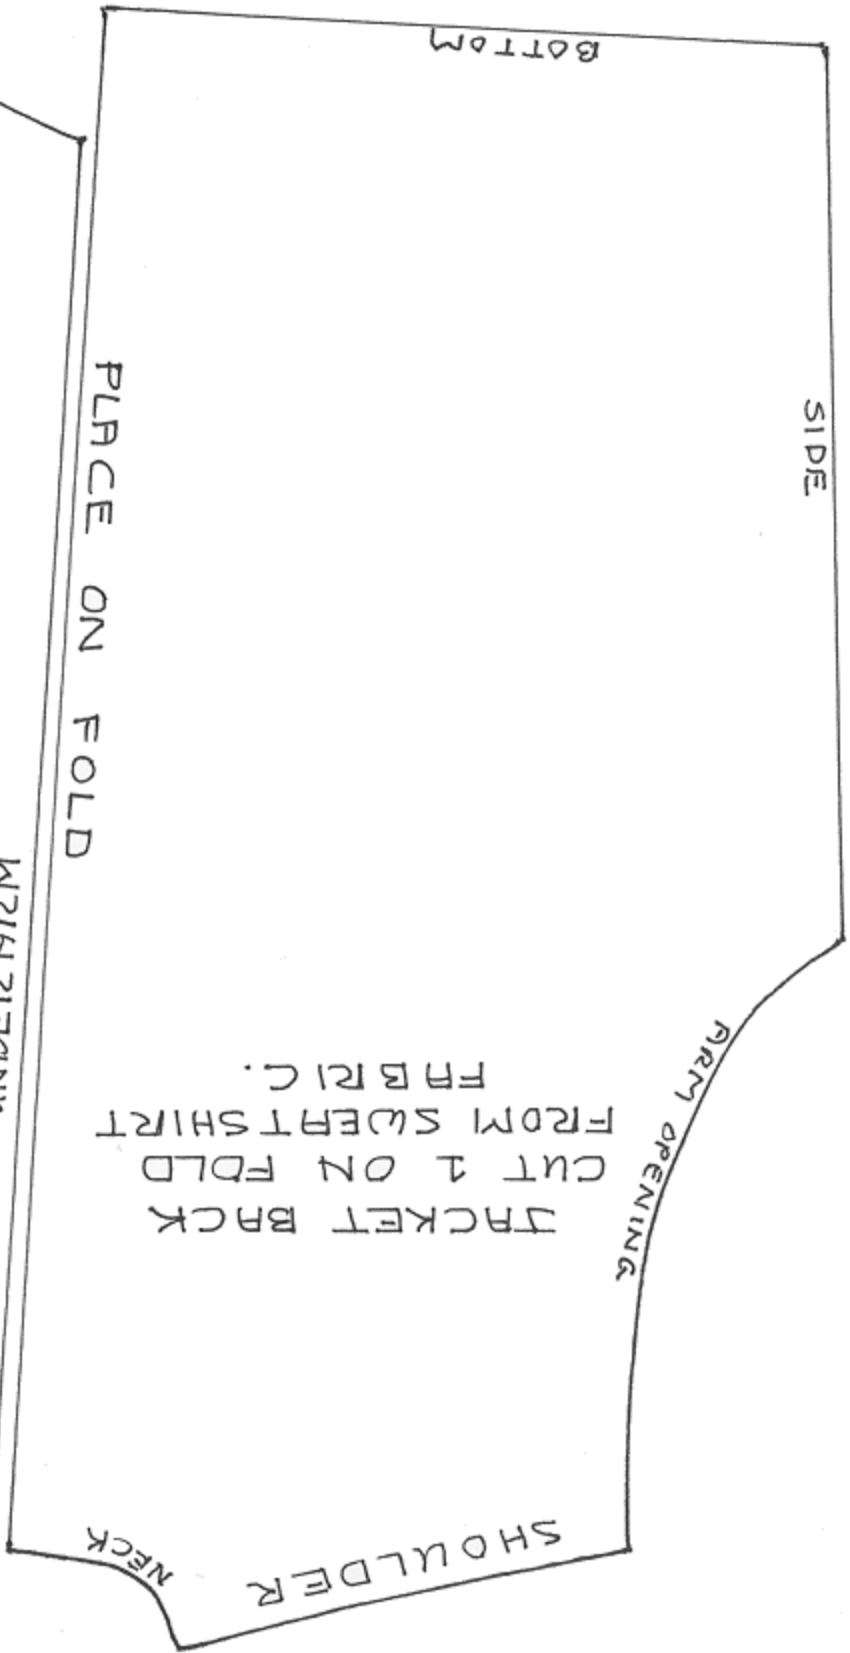 BOTTOM
SIDE
PLACE ON FOLD
ARM OPENING
JACKET BACK
CUT 1 ON FOLD
FROM SWEATSHIRT
FABRIC.
SHOULDER
NECK